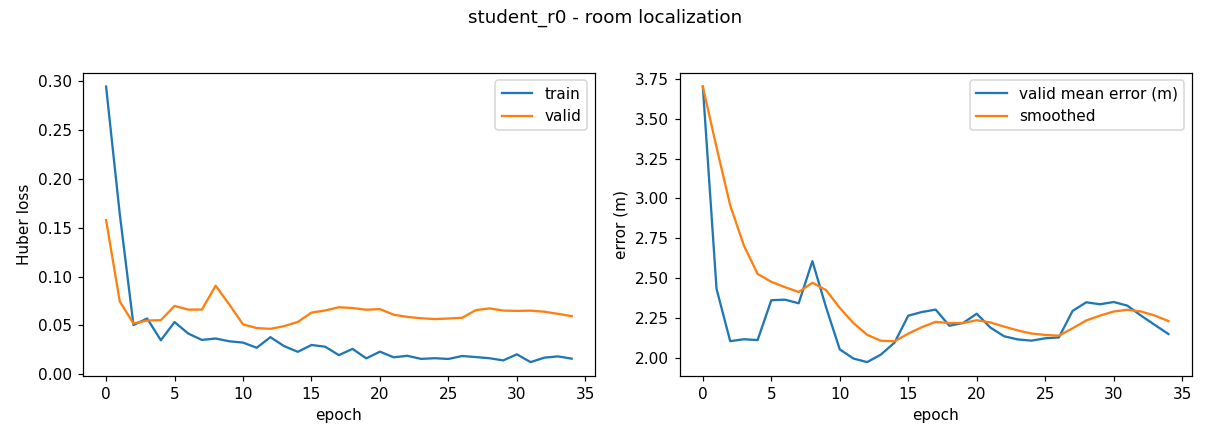 student_r0 - room localization
Huber loss
0.30
0.25
0.20
0.15
0.10
0.05
0.00
0 5 10 15 20 25 30 35
epoch
train
valid
error (m)
3.75
3.50
3.25
3.00
2.75
2.50
2.25
2.00
0 5 10 15 20 25 30 35
epoch
valid mean error (m)
smoothed